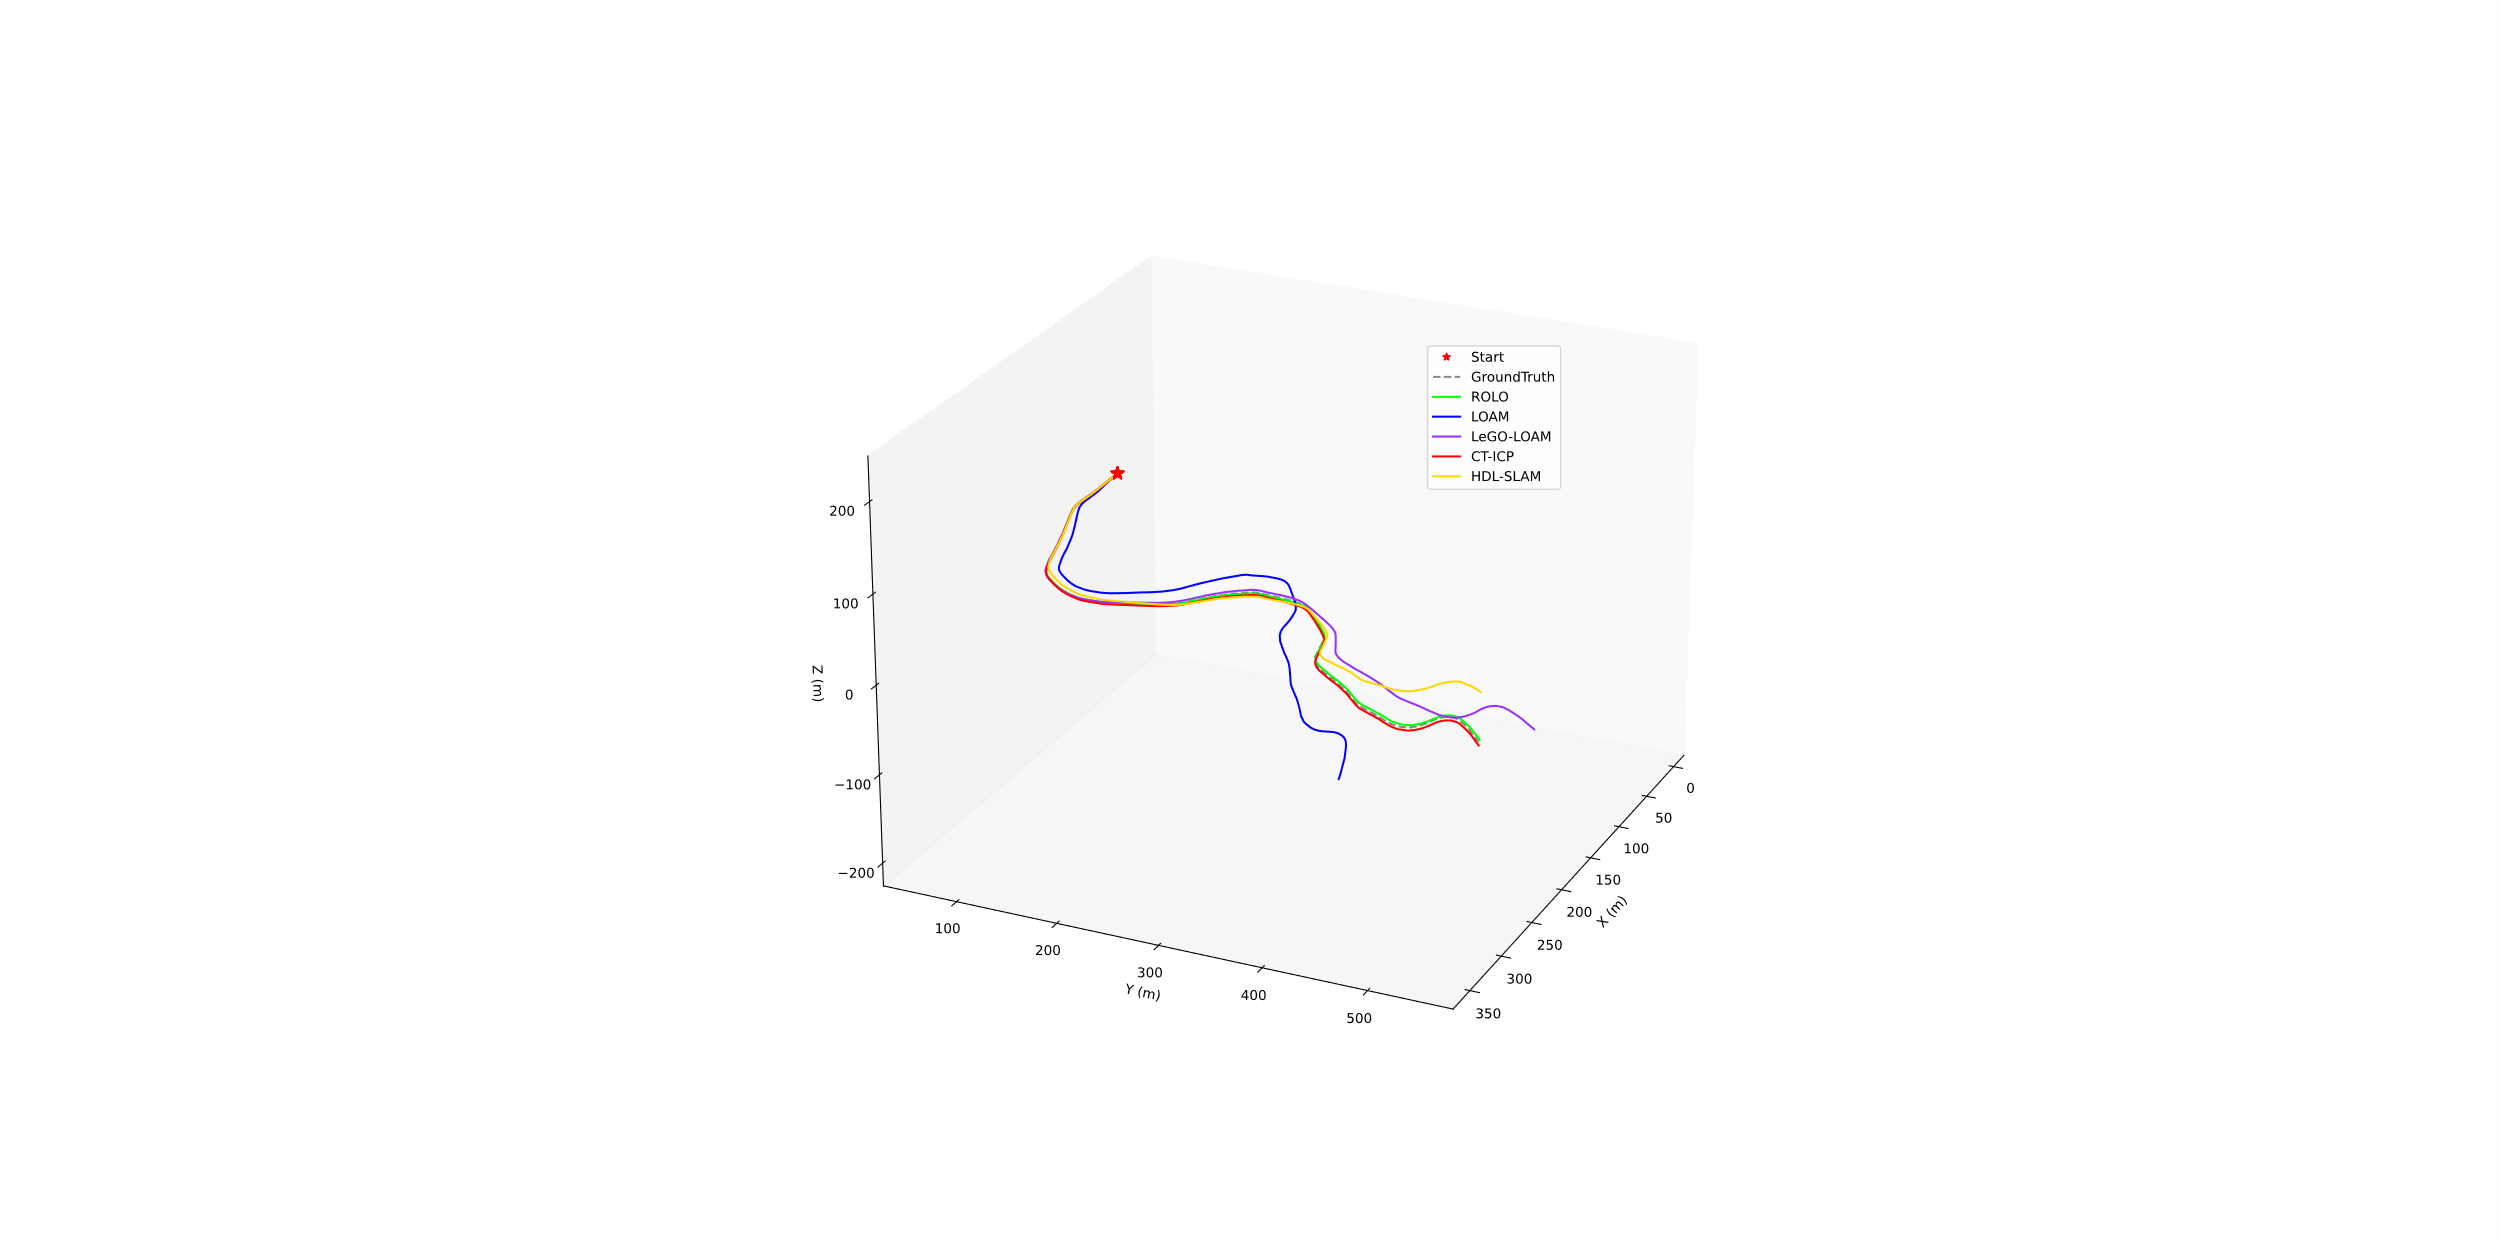 Start
GroundTruth
ROLO
LOAM
LeGO-LOAM
CT-ICP
HDL-SLAM
200
100
0
−100
−200
Z (m)
100
200
300
400
500
Y (m)
0
50
100
150
200
250
300
350
X (m)